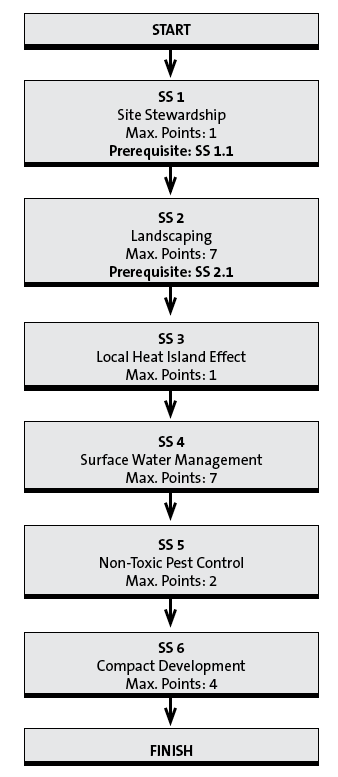 START
SS 1
Site Stewardship
Max. Points: 1
Prerequisite: SS 1.1
SS 2
Landscaping
Max. Points: 7
Prerequisite: SS 2.1
SS 3
Local Heat Island Effect
Max. Points: 1
SS 4
Surface Water Management
Max. Points: 7
SS 5
Non-Toxic Pest Control
Max. Points: 2
SS 6
Compact Development
Max. Points: 4
FINISH